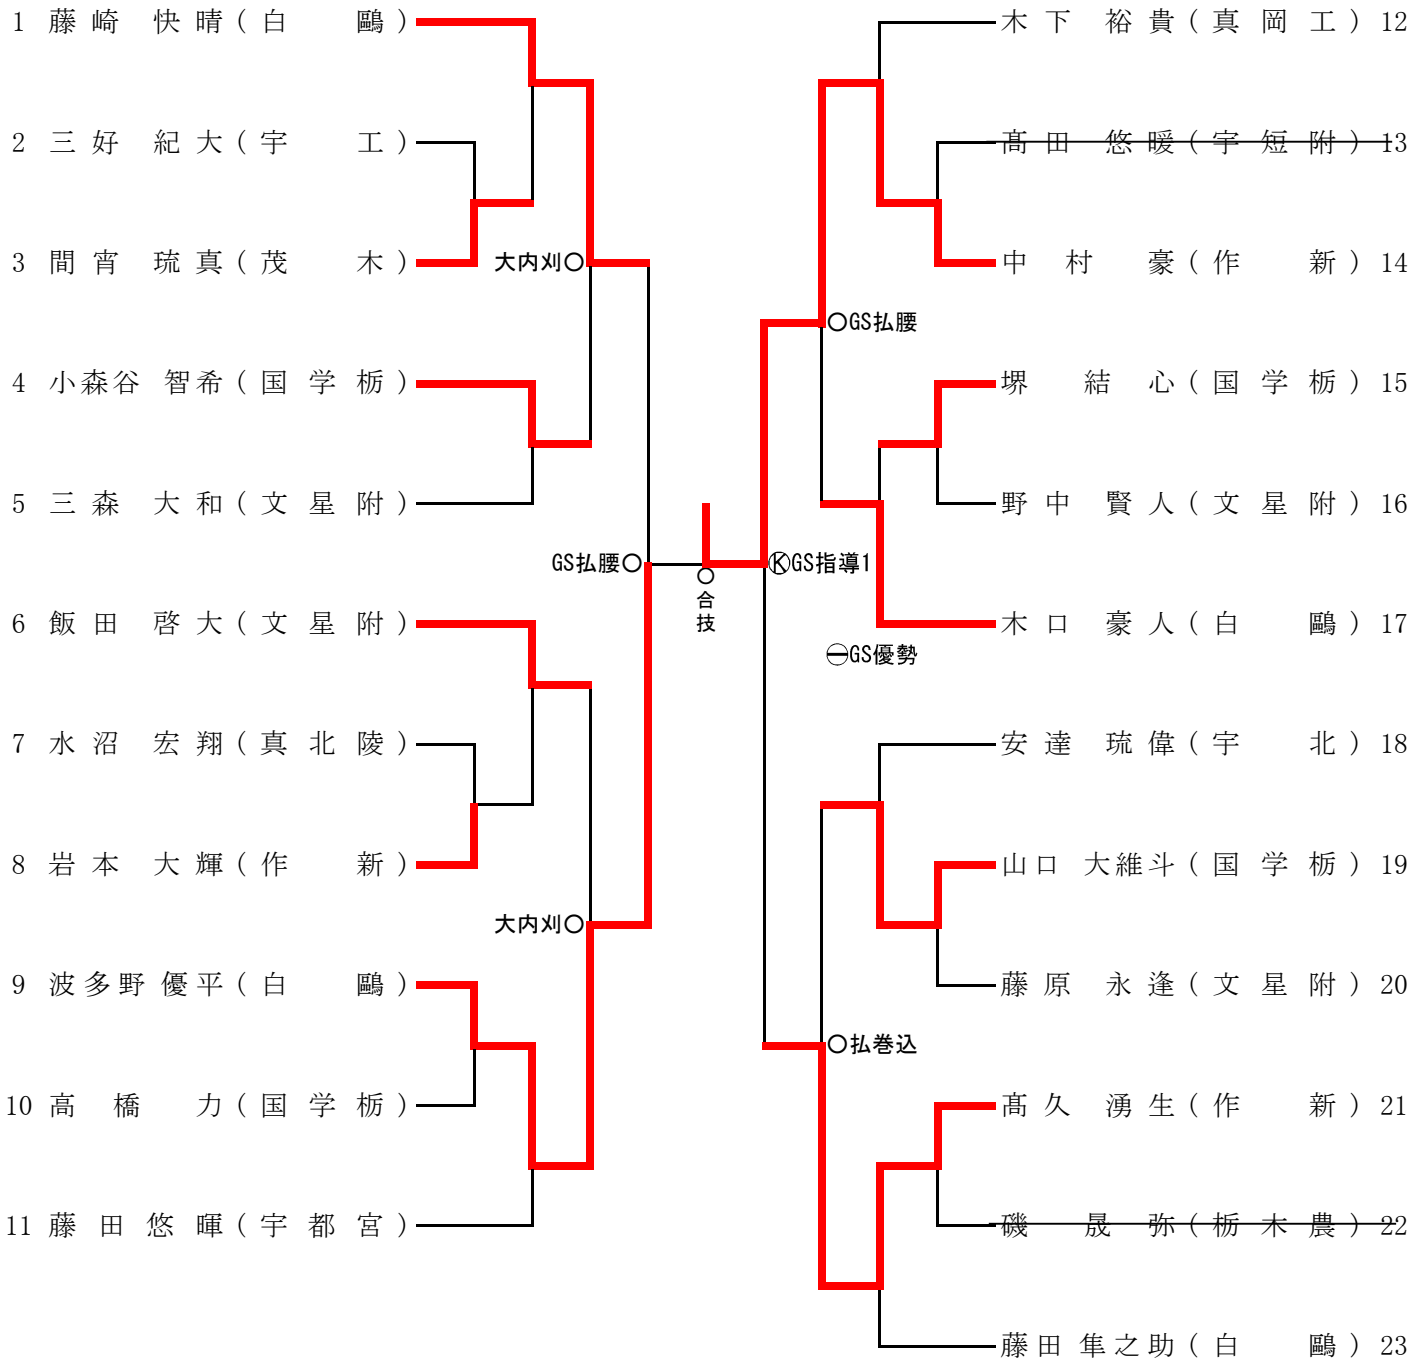 1 藤崎 快晴(白 鷗)
2 三好 紀大(宇 工)
3 間宵 琉真(茂 木)
大内刈○
4 小森谷 智希(国学栃)
5 三森 大和(文星附)
GS払腰○
6 飯田 啓大(文星附)
7 水沼 宏翔(真北陵)
8 岩本 大輝(作 新)
大内刈○
9 波多野 優平(白 鷗)
10 高橋 力(国学栃)
11 藤田 悠暉(宇都宮)
○
合
技
木下 裕貴(真岡工) 12
髙田 悠暖(宇短附) 13
中村 豪(作 新) 14
○GS払腰
堺 結心(国学栃) 15
野中 賢人(文星附) 16
ⓀGS指導1
木口 豪人(白 鷗) 17
㊀GS優勢
安達 琉偉(宇 北) 18
山口 大維斗(国学栃) 19
藤原 永逢(文星附) 20
○払巻込
髙久 湧生(作 新) 21
磯 晟弥(栃木農) 22
藤田 隼之助(白 鷗) 23